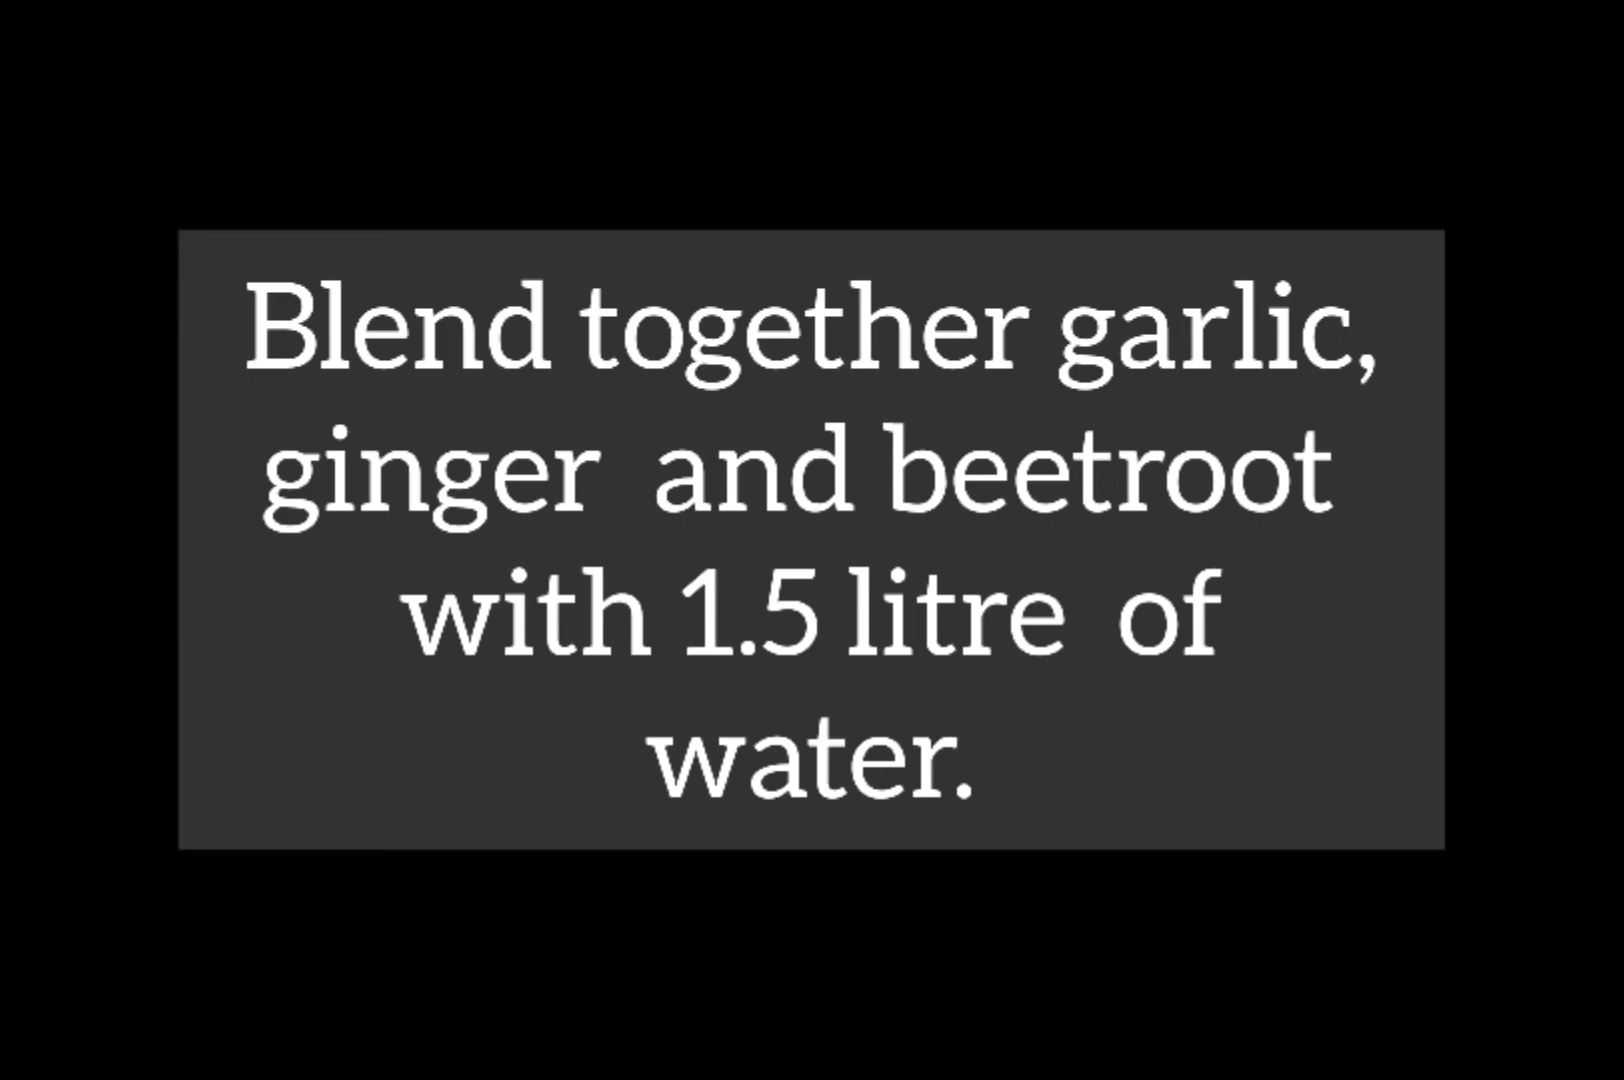 Blend together garlic,
ginger  and beetroot
with 1.5 litre  of
water.